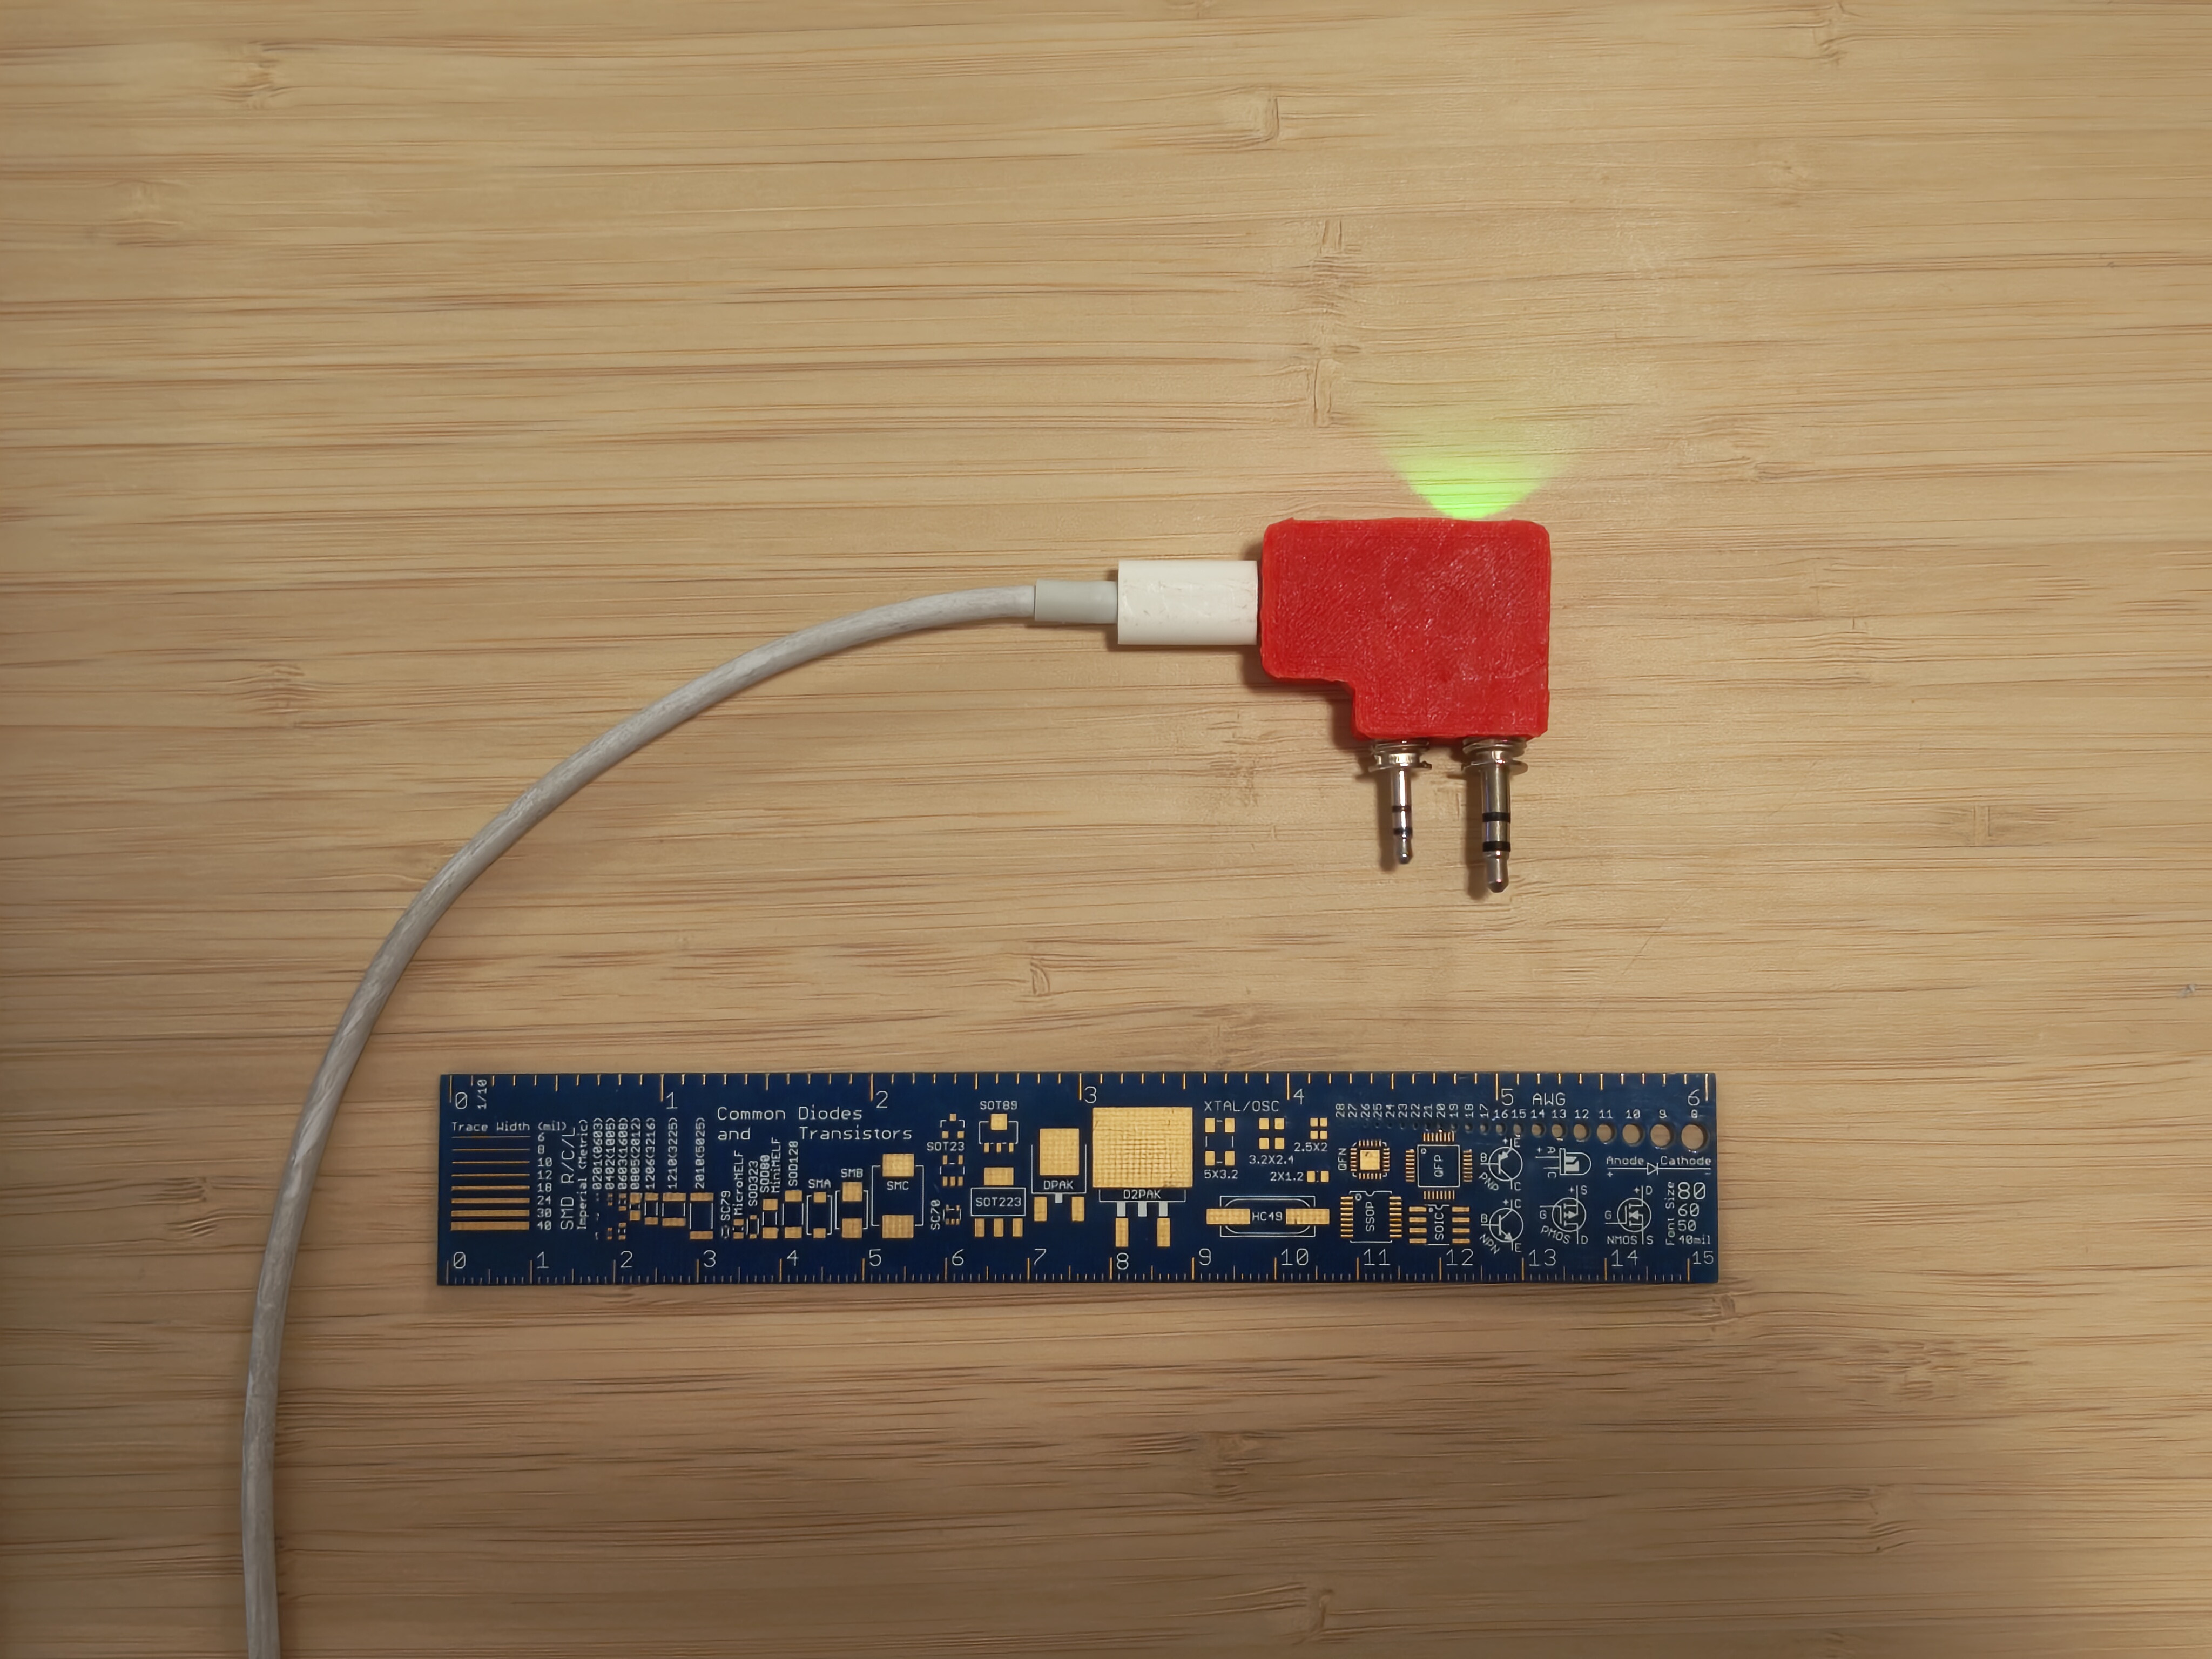 0 1/10 1 2 3 4 5 6
Trace Width (mil)
6
8
10
12
18
24
30
40
SMD R/C/L
Imperial (Metric)
0201(0603)
0402(1005)
0603(1608)
0805(2012)
1206(3216)
1210(3225)
2010(5025)
Common Diodes
and Transistors
SC79
MicroMELF
SOD323
SOD80
MiniMELF
SOD128
SMA
SMB
SMC
SOT23
SC70
SOT89
SOT223
DPAK
D2PAK
XTAL/OSC
5X3.2
3.2X2.4
2.5X2
2X1.2
HC49
AWG
28 27 26 25 24 23 22 21 20 19 18 17 16 15 14 13 12 11 10 9 8
QFN
QFP
SSOP
SOIC
B E C PNP
B C E NPN
A C
+ -
Anode Cathode
+ -
G S D PMOS
G D S NMOS
Font Size
80
60
50
40mil
0 1 2 3 4 5 6 7 8 9 10 11 12 13 14 15